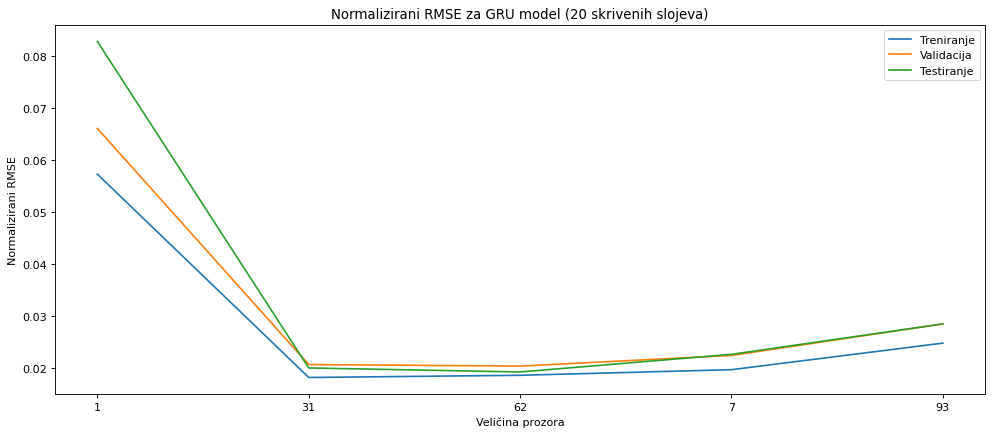 Normalizirani RMSE za GRU model (20 skrivenih slojeva)
Treniranje
Validacija
Testiranje
0.08
0.07
0.06
0.05
0.04
0.03
0.02
Normalizirani RMSE
1 31 62 7 93
Veličina prozora